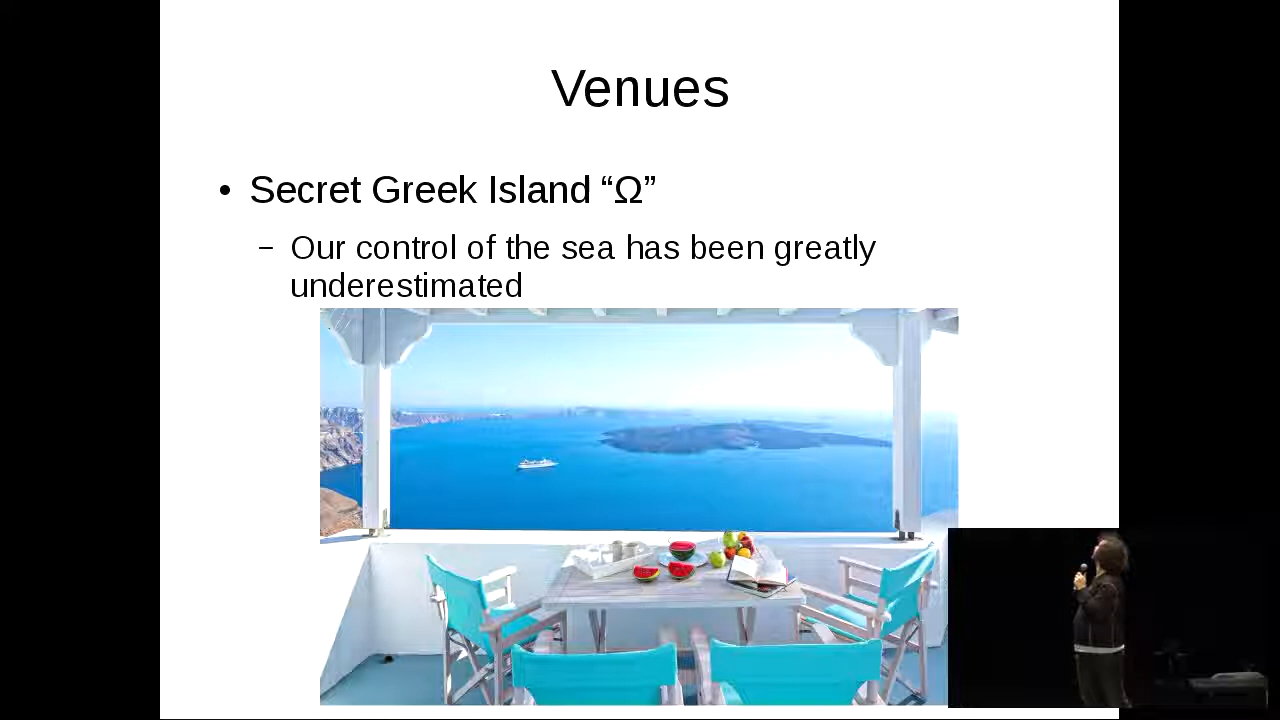 Venues
• Secret Greek Island “Ω”
– Our control of the sea has been greatly
underestimated